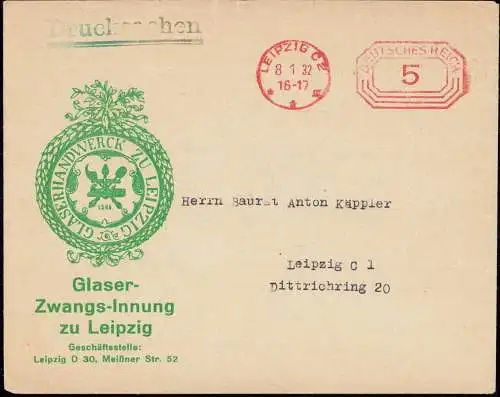 Drucksachen
LEIPZIG C2
8 1 32
16-17
DEUTSCHES REICH
5
GLASERHANDWERCK ZU LEIPZIG
Herrn Baurat Anton Käppler
Leipzig C 1
Dittrichring 20
Glaser-
Zwangs-Innung
zu Leipzig
Geschäftsstelle:
Leipzig D 30, Meißner Str. 52